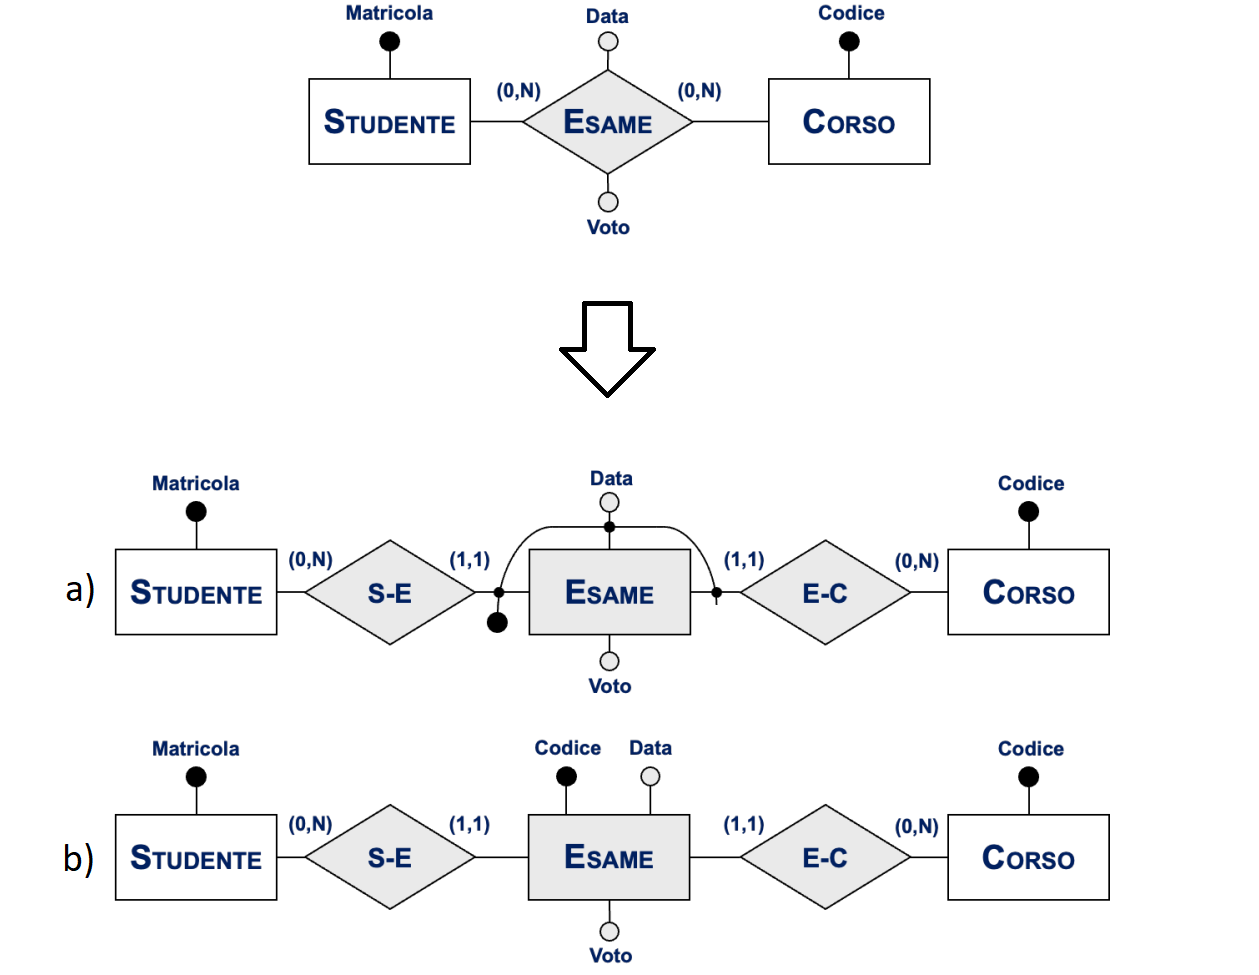 Matricola Data Codice
STUDENTE (0,N) ESAME (0,N) CORSO
Voto
Matricola Data Codice
a) STUDENTE (0,N) S-E (1,1) ESAME (1,1) E-C (0,N) CORSO
Voto
Matricola Codice Data Codice
b) STUDENTE (0,N) S-E (1,1) ESAME (1,1) E-C (0,N) CORSO
Voto